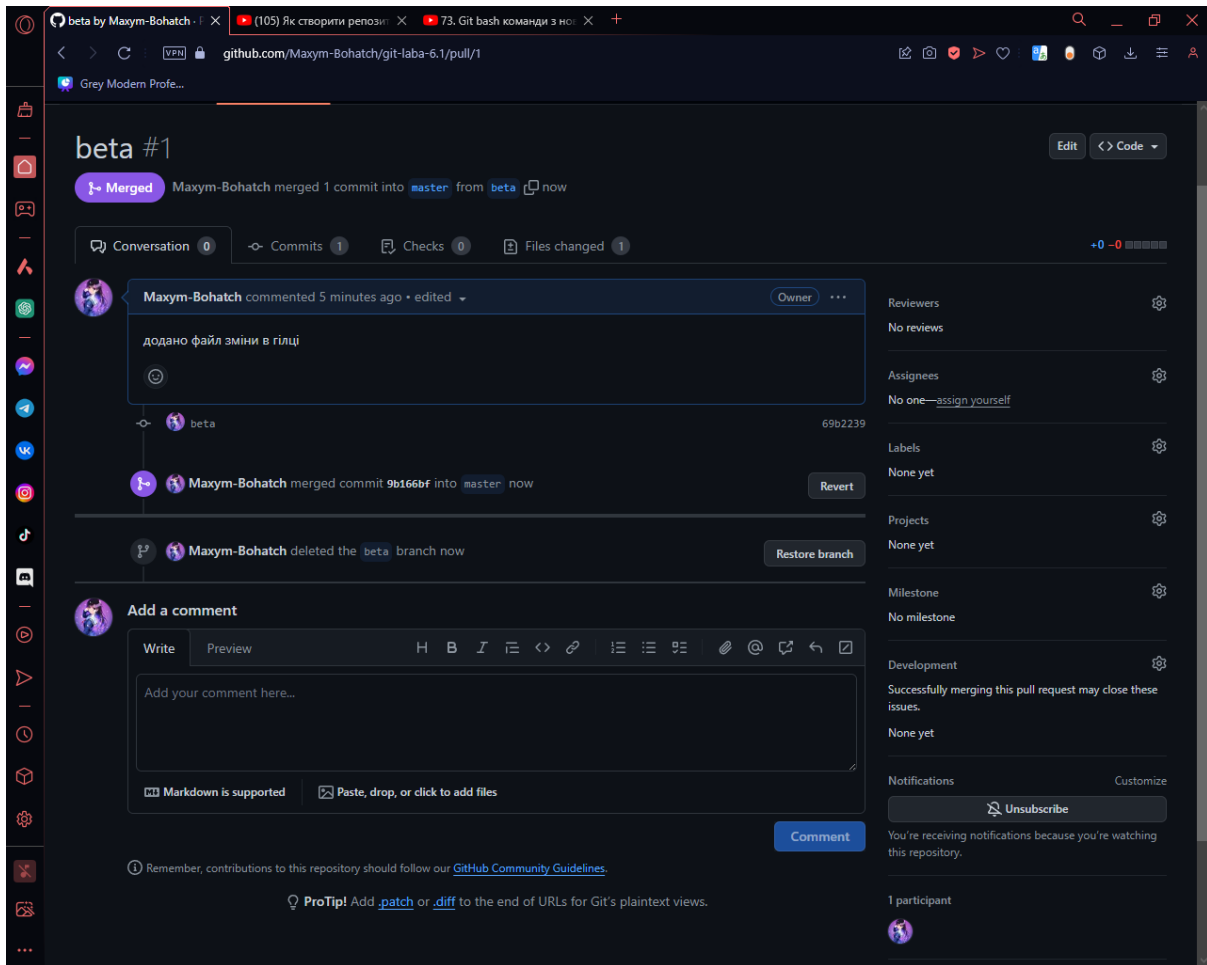 beta by Maxym-Bohatch · P
(105) Як створити репозит
73. Git bash команди з нов
VPN
github.com/Maxym-Bohatch/git-laba-6.1/pull/1
Grey Modern Profe...
beta #1
Edit
<> Code
Merged
Maxym-Bohatch merged 1 commit into master from beta now
Conversation 0
Commits 1
Checks 0
Files changed 1
+0 −0
Maxym-Bohatch commented 5 minutes ago • edited
Owner
Reviewers
No reviews
додано файл зміни в гілці
Assignees
No one—assign yourself
beta
69b2239
Labels
None yet
Maxym-Bohatch merged commit 9b166bf into master now
Revert
Projects
None yet
Maxym-Bohatch deleted the beta branch now
Restore branch
Milestone
No milestone
Add a comment
Write
Preview
Development
Successfully merging this pull request may close these
issues.
None yet
Add your comment here...
Markdown is supported
Paste, drop, or click to add files
Notifications
Customize
Unsubscribe
You're receiving notifications because you're watching
this repository.
Comment
Remember, contributions to this repository should follow our GitHub Community Guidelines.
ProTip! Add .patch or .diff to the end of URLs for Git's plaintext views.
1 participant